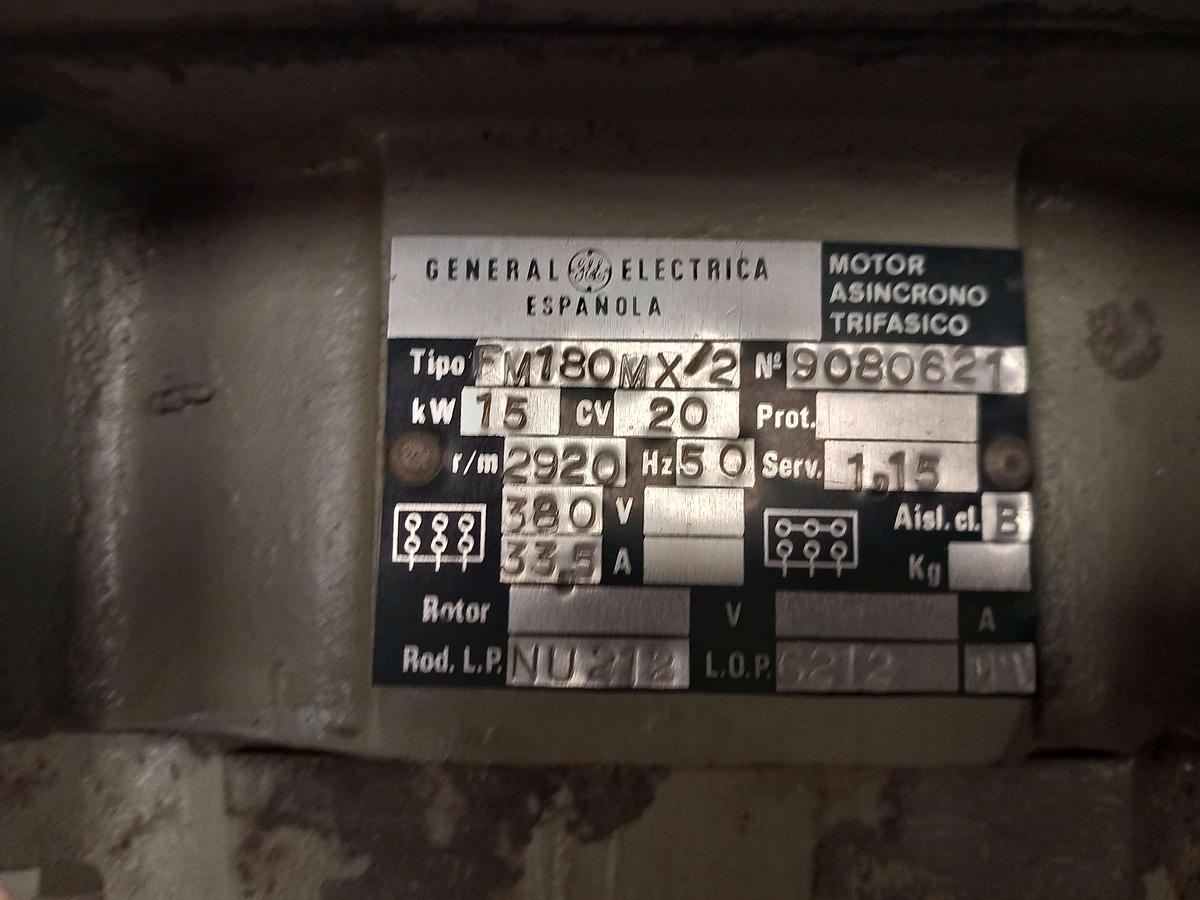 GENERAL GE ELECTRICA
ESPAÑOLA
MOTOR
ASINCRONO
TRIFASICO
Tipo FM180MX/2 Nº 9080621
kW 15 CV 20 Prot.
r/m 2920 Hz 50 Serv. 1,15
380 V
Aisl. cl. B
33,5 A
Kg
Rotor V A
Rod. L.P. NU212 L.O.P. 6212